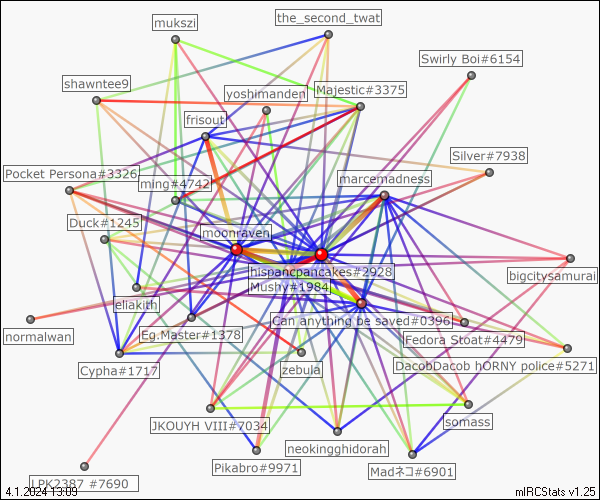 mukszi
the_second_twat
Swirly Boi#6154
shawntee9
yoshimanden
Majestic#3375
frisout
Silver#7938
Pocket Persona#3326
ming#4742
marcemadness
Duck#1245
moonraven
hispancpancakes#2928
bigcitysamurai
Mushy#1984
eliakith
Can anything be saved#0396
normalwan
Eg.Master#1378
Fedora Stoat#4479
Cypha#1717
zebula
DacobDacob hORNY police#5271
JKOUYH VIII#7034
somass
neokingghidorah
Pikabro#9971
Madネコ#6901
LPK2387 #7690
4.1.2024 13:09
mIRCStats v1.25